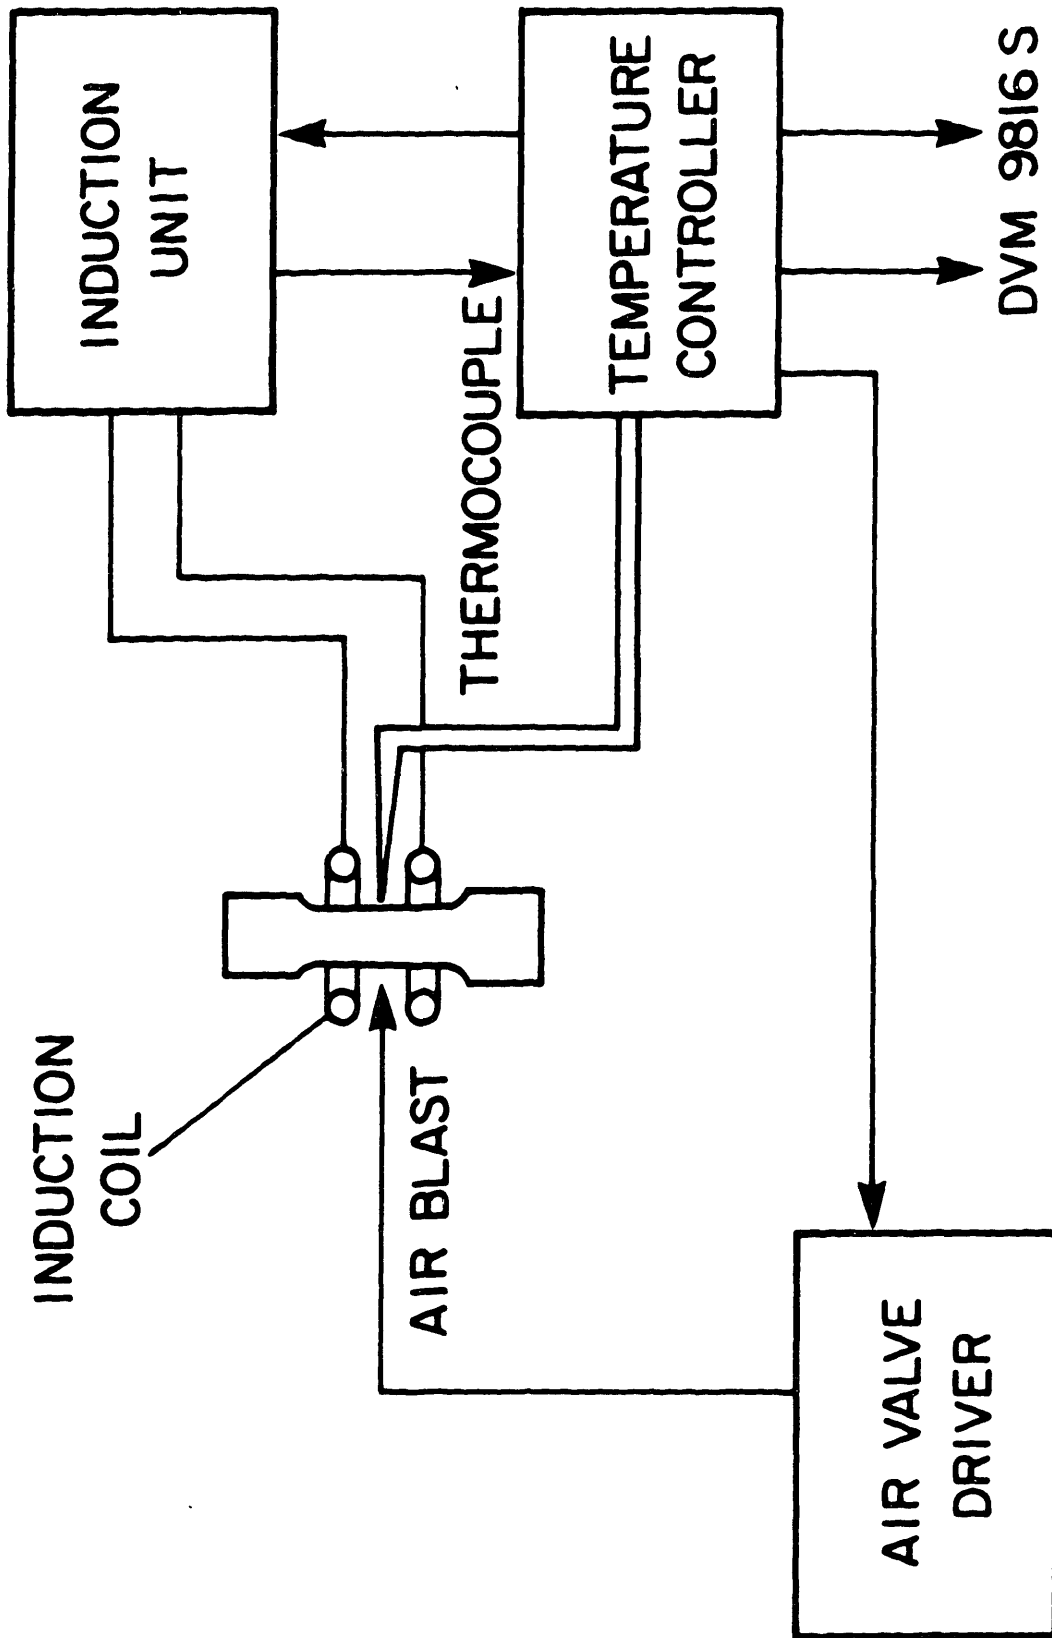 INDUCTION
UNIT
TEMPERATURE
CONTROLLER
DVM 9816 S
THERMOCOUPLE
INDUCTION
COIL
AIR BLAST
AIR VALVE
DRIVER